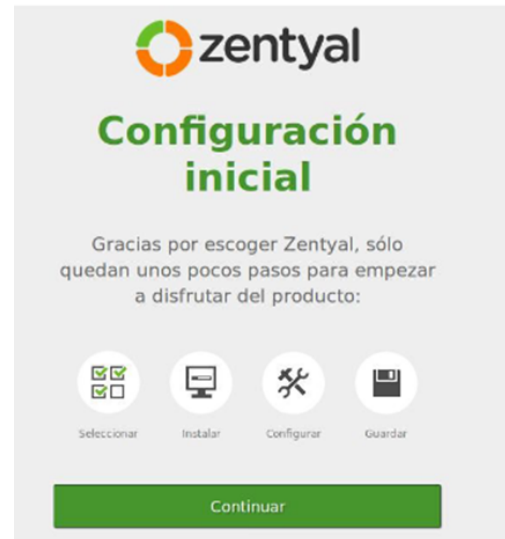 zentyal
Configuración
inicial
Gracias por escoger Zentyal, sólo
quedan unos pocos pasos para empezar
a disfrutar del producto:
Seleccionar Instalar Configurar Guardar
Continuar